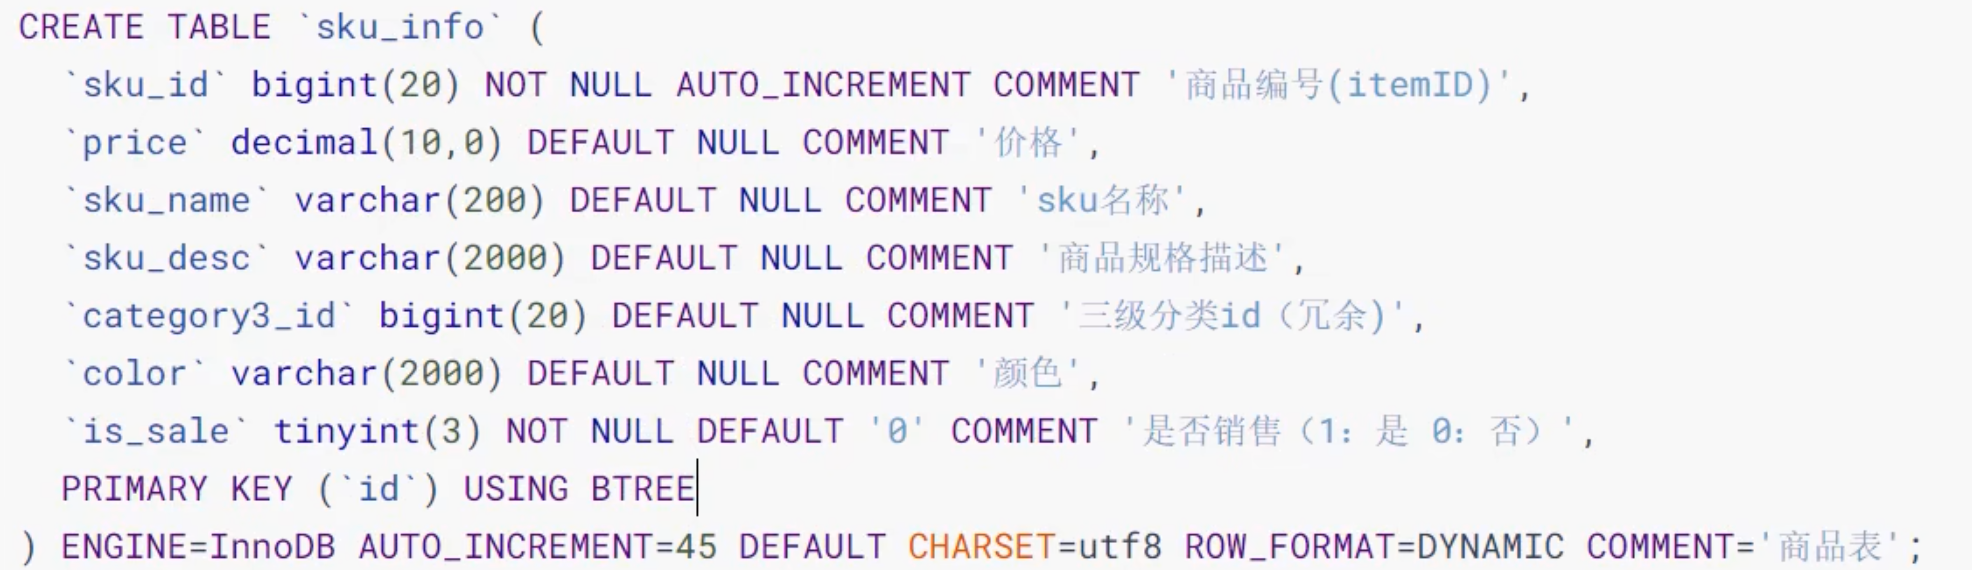 CREATE TABLE `sku_info` (
`sku_id` bigint(20) NOT NULL AUTO_INCREMENT COMMENT '商品编号(itemID)',
`price` decimal(10,0) DEFAULT NULL COMMENT '价格',
`sku_name` varchar(200) DEFAULT NULL COMMENT 'sku名称',
`sku_desc` varchar(2000) DEFAULT NULL COMMENT '商品规格描述',
`category3_id` bigint(20) DEFAULT NULL COMMENT '三级分类id（冗余)',
`color` varchar(2000) DEFAULT NULL COMMENT '颜色',
`is_sale` tinyint(3) NOT NULL DEFAULT '0' COMMENT '是否销售（1：是 0：否）',
PRIMARY KEY (`id`) USING BTREE
) ENGINE=InnoDB AUTO_INCREMENT=45 DEFAULT CHARSET=utf8 ROW_FORMAT=DYNAMIC COMMENT='商品表';